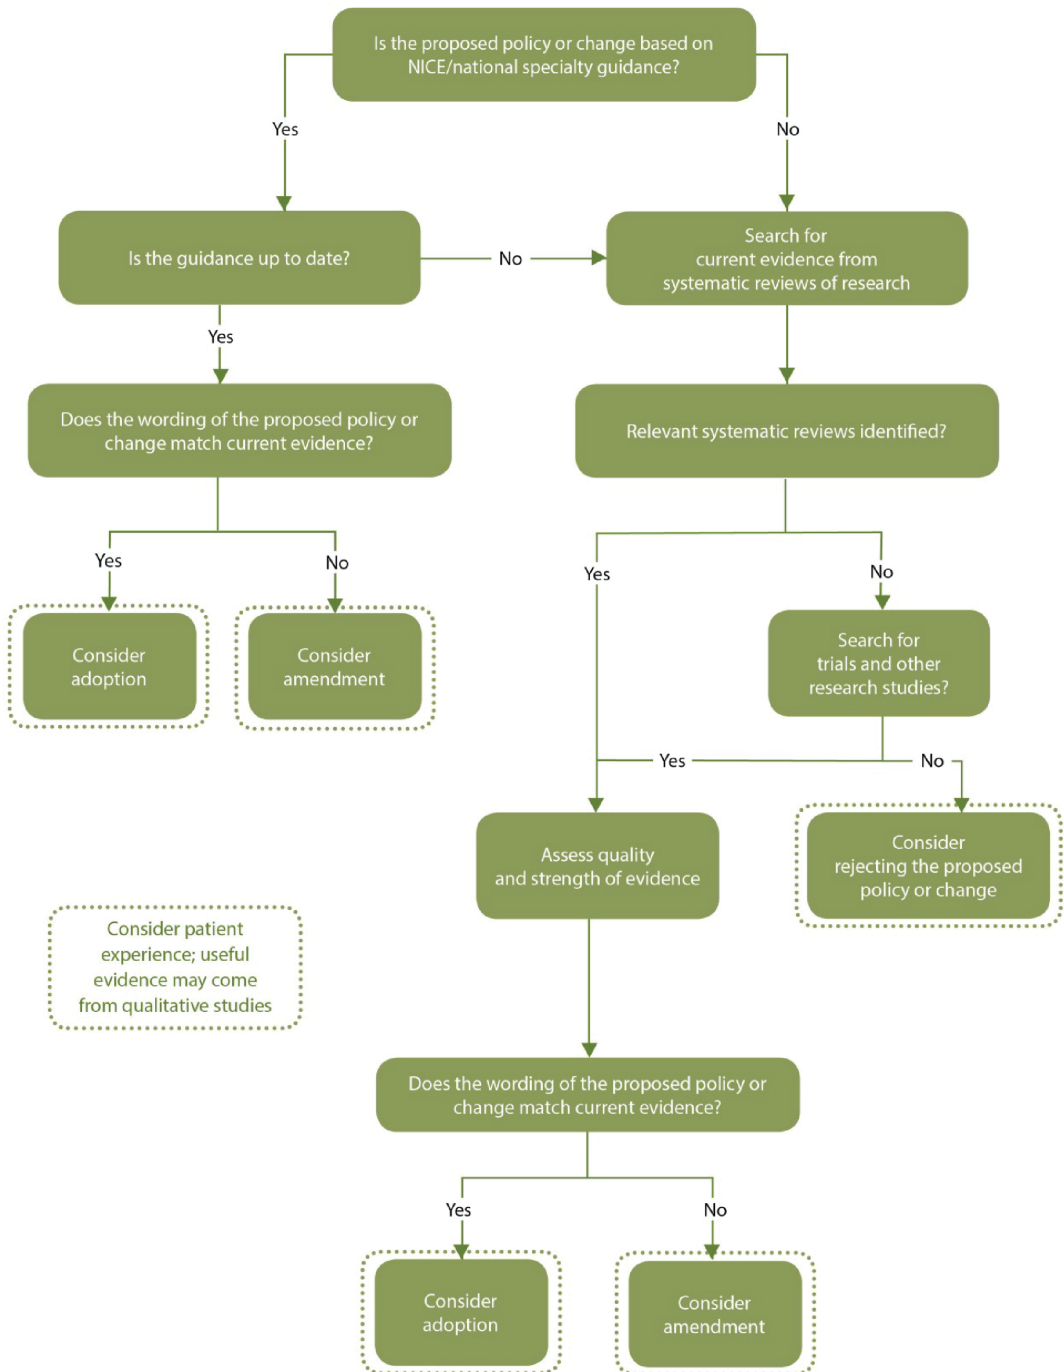 Is the proposed policy or change based on
NICE/national specialty guidance?
Yes
No
Is the guidance up to date?
No
Search for
current evidence from
systematic reviews of research
Yes
Does the wording of the proposed policy or
change match current evidence?
Relevant systematic reviews identified?
Yes
No
Yes
No
Consider
adoption
Consider
amendment
Search for
trials and other
research studies?
Yes
No
Assess quality
and strength of evidence
Consider
rejecting the proposed
policy or change
Consider patient
experience; useful
evidence may come
from qualitative studies
Does the wording of the proposed policy or
change match current evidence?
Yes
No
Consider
adoption
Consider
amendment